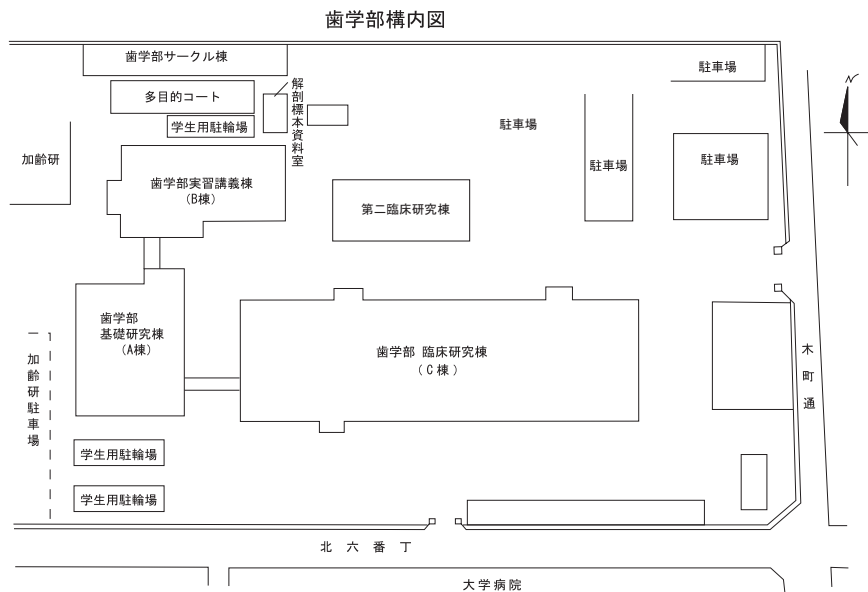 歯学部構内図
歯学部サークル棟
駐車場
N
多目的コート
解剖標本資料室
学生用駐輪場
駐車場
加齢研
駐車場
駐車場
歯学部実習講義棟
(B棟)
第二臨床研究棟
歯学部
基礎研究棟
(A棟)
歯学部 臨床研究棟
(C棟)
木町通
加齢研駐車場
学生用駐輪場
学生用駐輪場
北六番丁
大学病院